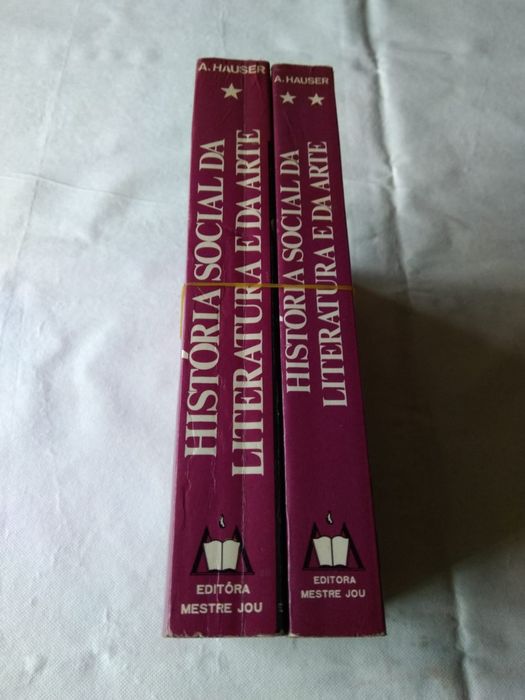 A. HAUSER
HISTÓRIA SOCIAL DA
LITERATURA E DA ARTE
EDITÔRA
MESTRE JOU
A. HAUSER
HISTÓRIA SOCIAL DA
LITERATURA E DA ARTE
EDITORA
MESTRE JOU